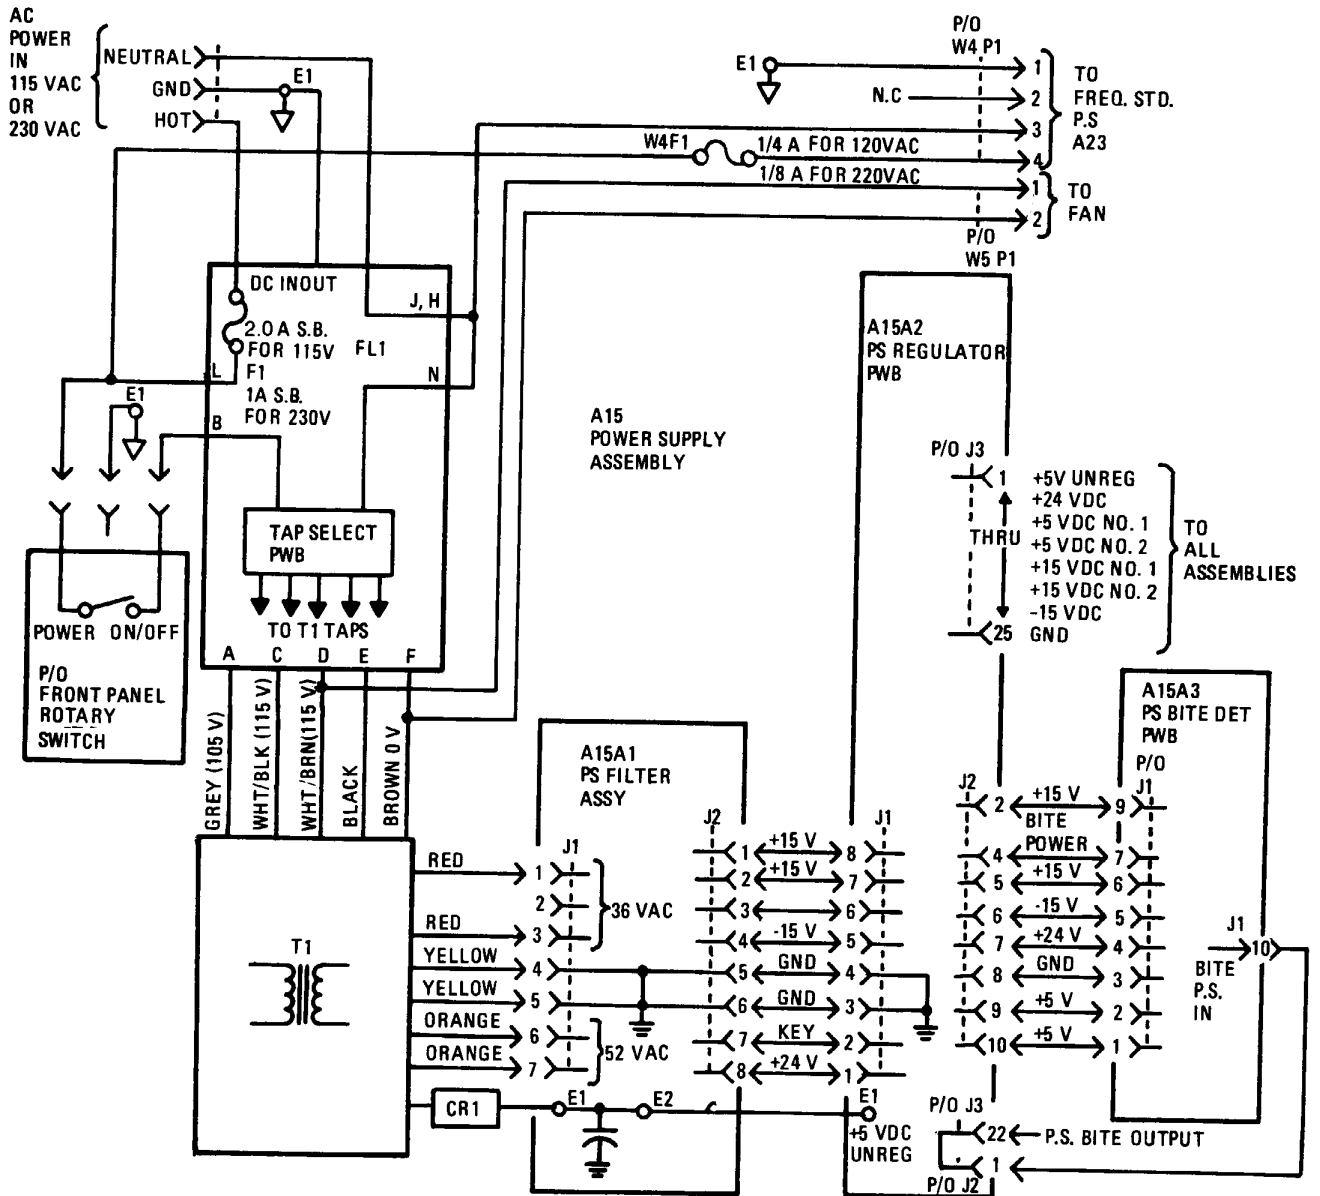 AC
POWER
IN
115 VAC
OR
230 VAC
NEUTRAL
GND
HOT
E1
P/O
W4 P1
E1
1
N.C
2
3
W4F1
1/4 A FOR 120VAC
4
1/8 A FOR 220VAC
TO
FREQ. STD.
P.S
A23
1
2
TO
FAN
P/O
W5 P1
DC INOUT
J, H
2.0 A S.B.
FOR 115V
FL1
L
F1
N
1A S.B.
FOR 230V
B
E1
TAP SELECT
PWB
TO T1 TAPS
A
C
D
E
F
POWER ON/OFF
P/O
FRONT PANEL
ROTARY
SWITCH
GREY (105 V)
WHT/BLK (115 V)
WHT/BRN(115 V)
BLACK
BROWN 0 V
A15
POWER SUPPLY
ASSEMBLY
A15A2
PS REGULATOR
PWB
P/O J3
1
THRU
25
+5V UNREG
+24 VDC
+5 VDC NO. 1
+5 VDC NO. 2
+15 VDC NO. 1
+15 VDC NO. 2
-15 VDC
GND
TO
ALL
ASSEMBLIES
A15A3
PS BITE DET
PWB
P/O
J1
A15A1
PS FILTER
ASSY
T1
RED
RED
YELLOW
YELLOW
ORANGE
ORANGE
J1
1
2
3
4
5
6
7
36 VAC
52 VAC
J2
1 +15 V 8
2 +15 V 7
3 6
4 -15 V 5
5 GND 4
6 GND 3
7 KEY 2
8 +24 V 1
J1
J2
2 +15 V 9
BITE
4 POWER 7
5 +15 V 6
6 -15 V 5
7 +24 V 4
8 GND 3
9 +5 V 2
10 +5 V 1
J1
10
BITE
P.S.
IN
CR1
E1
E2
E1
+5 VDC
UNREG
P/O J3
22
P.S. BITE OUTPUT
1
P/O J2